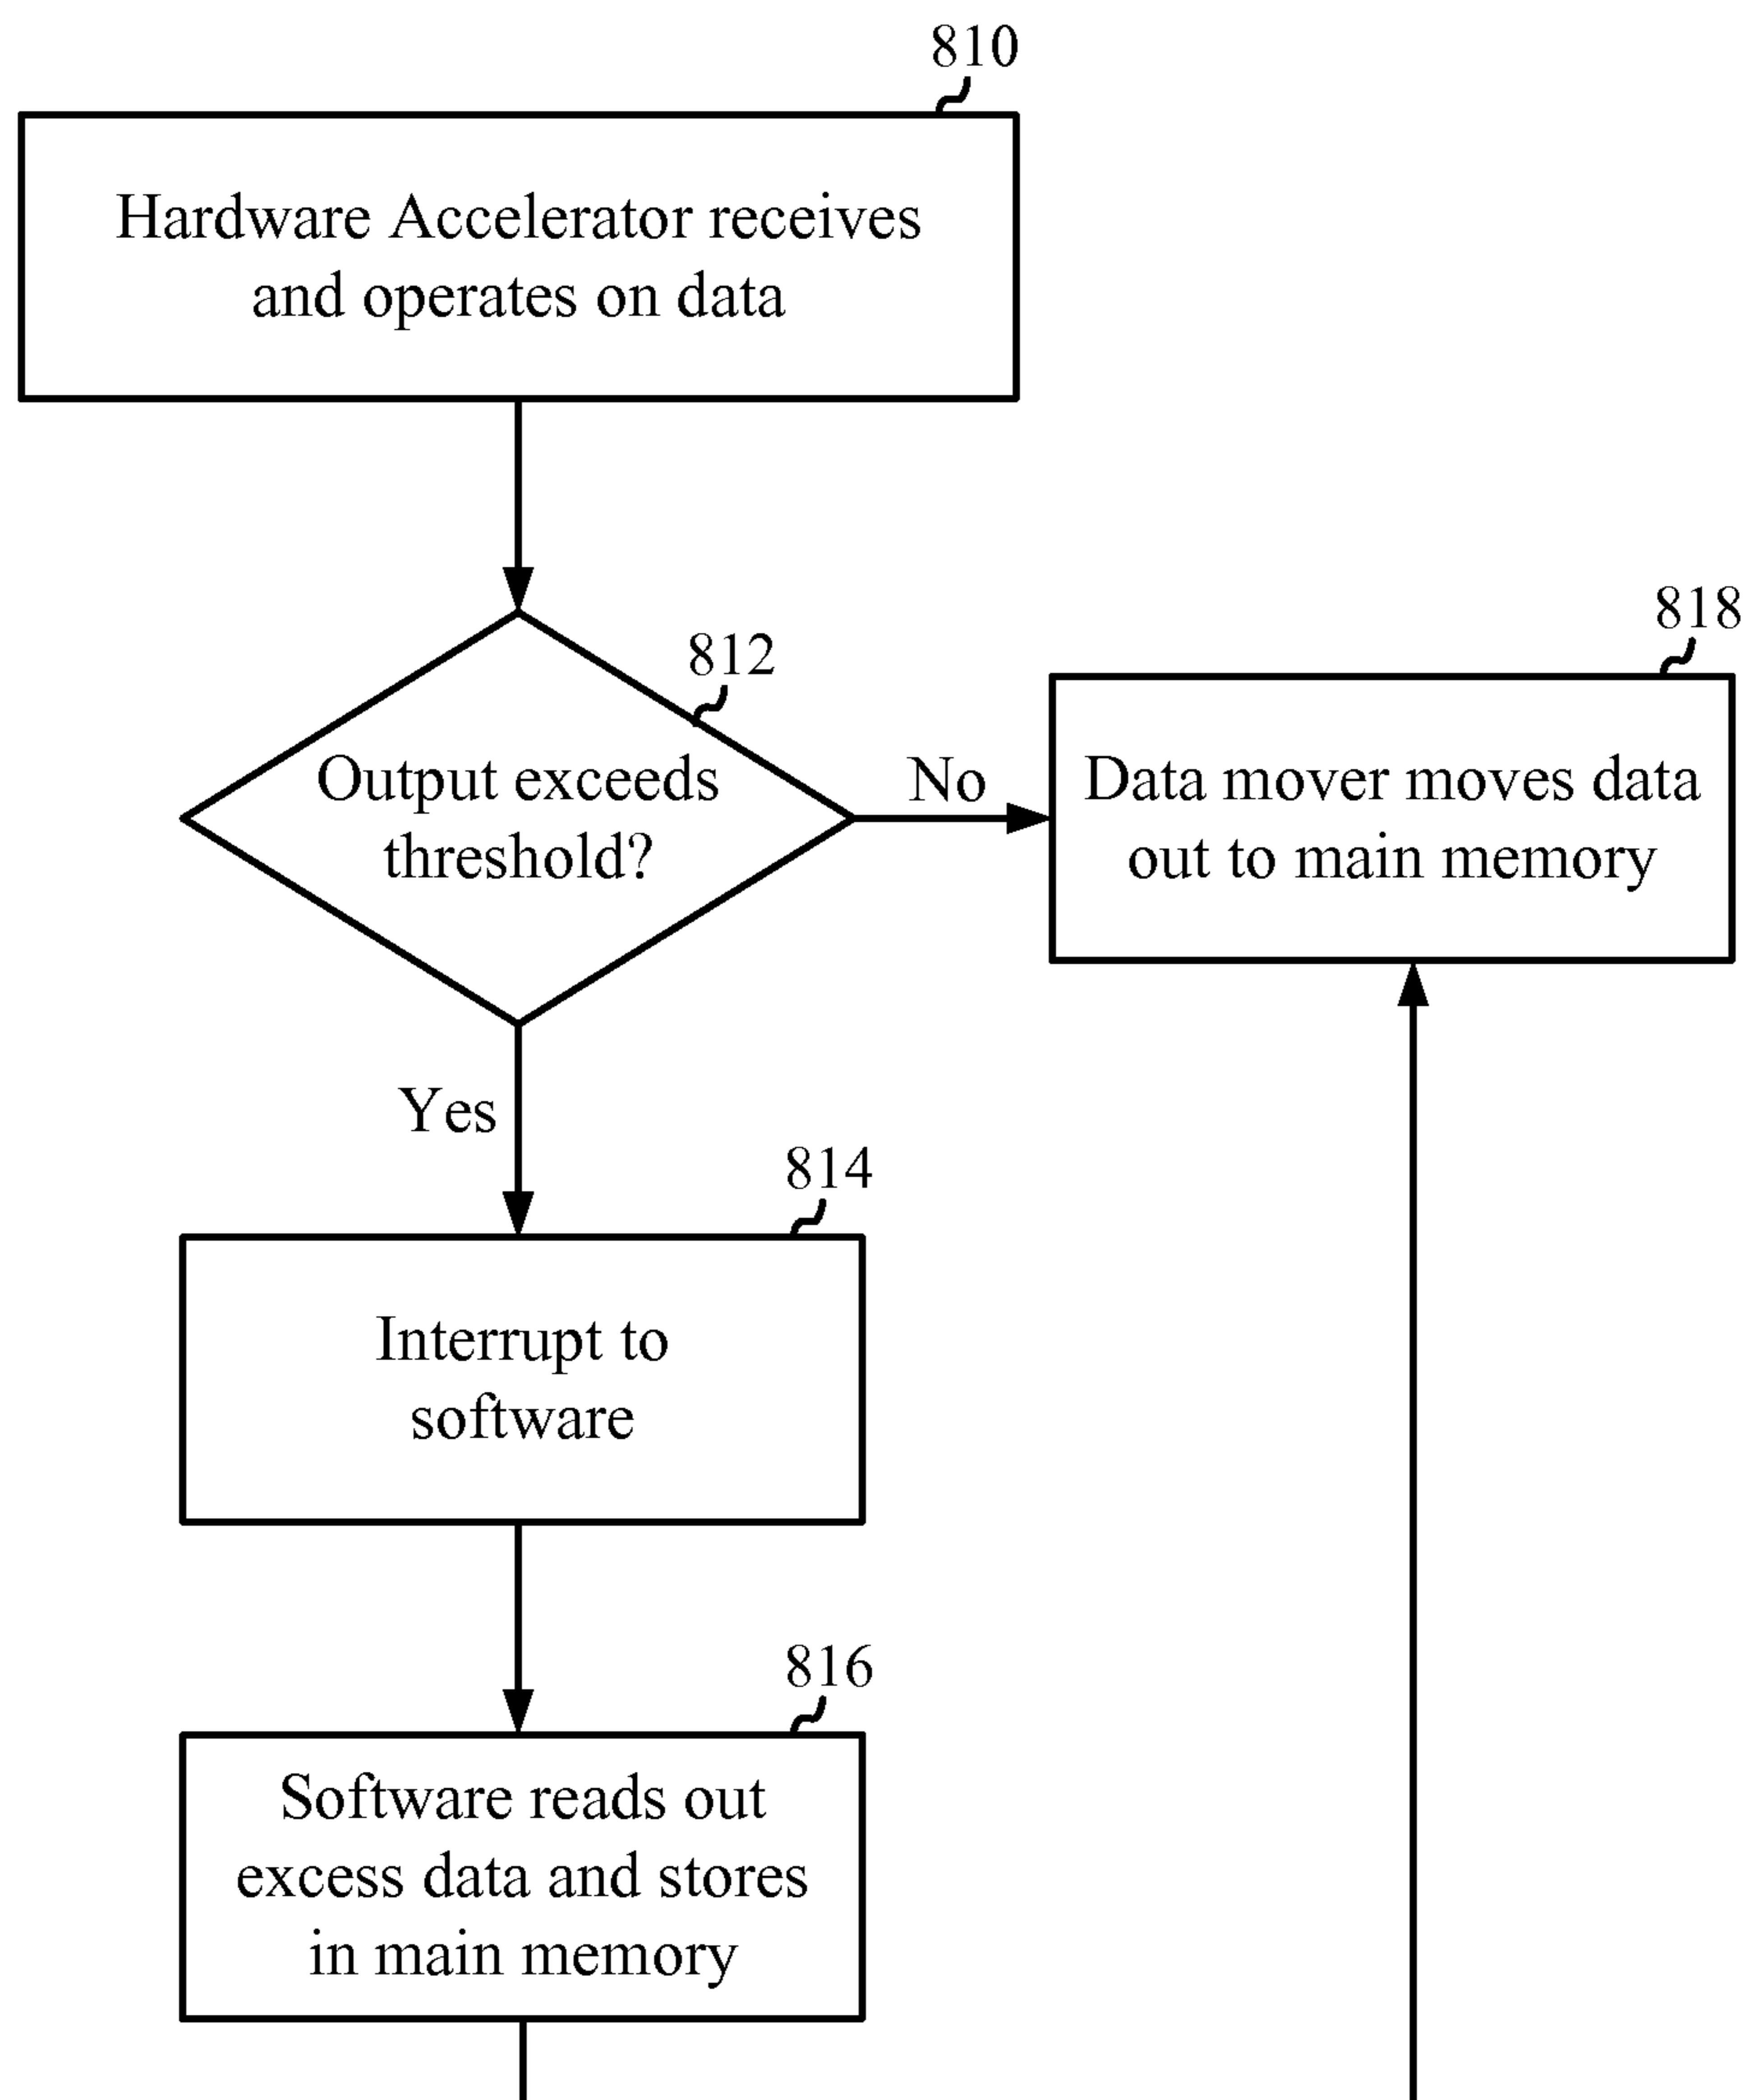 810
Hardware Accelerator receives
and operates on data
812
Output exceeds
threshold?
No
818
Data mover moves data
out to main memory
Yes
814
Interrupt to
software
816
Software reads out
excess data and stores
in main memory